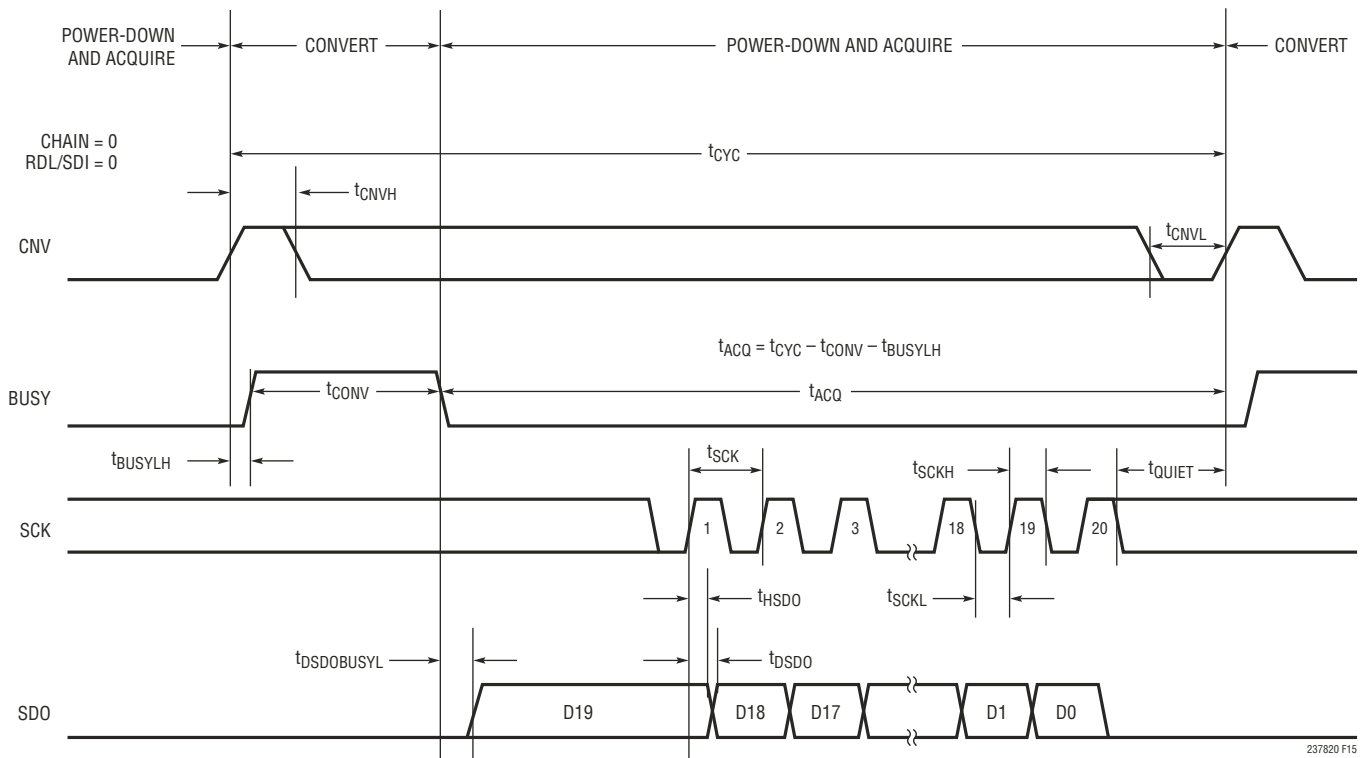 POWER-DOWN
AND ACQUIRE
CONVERT
POWER-DOWN AND ACQUIRE
CONVERT
CHAIN = 0
RDL/SDI = 0
tCYC
tCNVH
CNV
tCNVL
tACQ = tCYC – tCONV – tBUSYLH
BUSY
tCONV
tACQ
tBUSYLH
tSCK
tSCKH
tQUIET
SCK
1
2
3
18
19
20
tHSDO
tSCKL
tDSDOBUSYL
tDSDO
SDO
D19
D18
D17
D1
D0
237820 F15